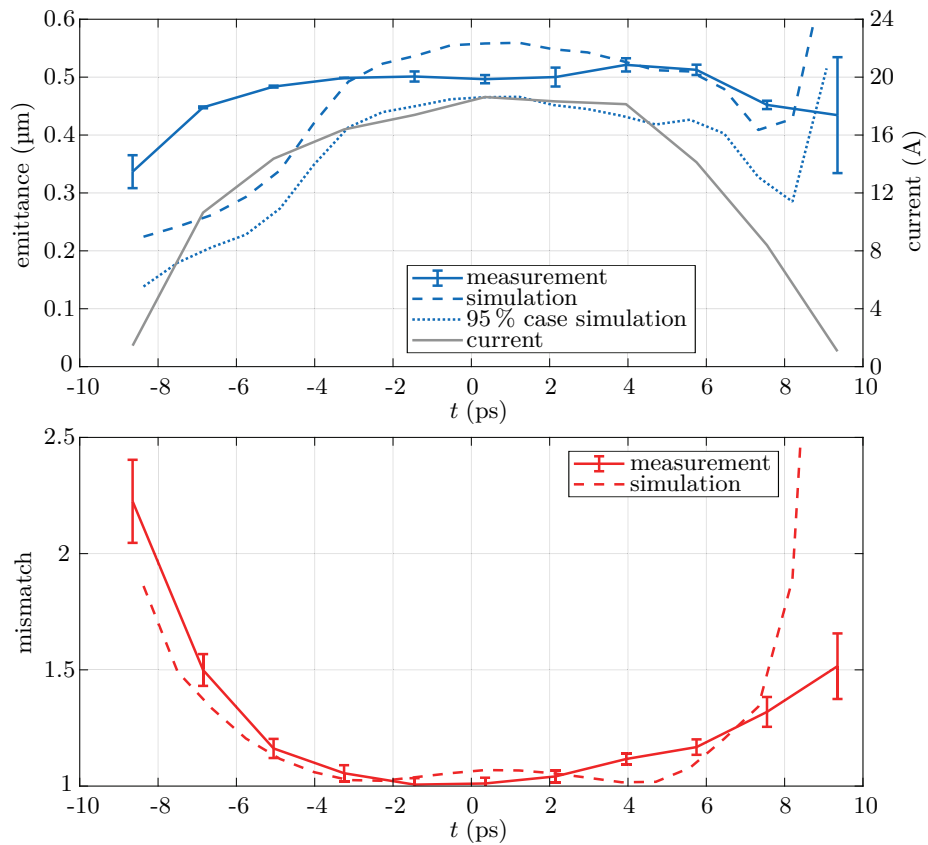 0.6
0.5
0.4
0.3
0.2
0.1
0
emittance (µm)
24
20
16
12
8
4
0
current (A)
measurement
simulation
95 % case simulation
current
-10 -8 -6 -4 -2 0 2 4 6 8 10
t (ps)
2.5
2
1.5
1
mismatch
measurement
simulation
-10 -8 -6 -4 -2 0 2 4 6 8 10
t (ps)